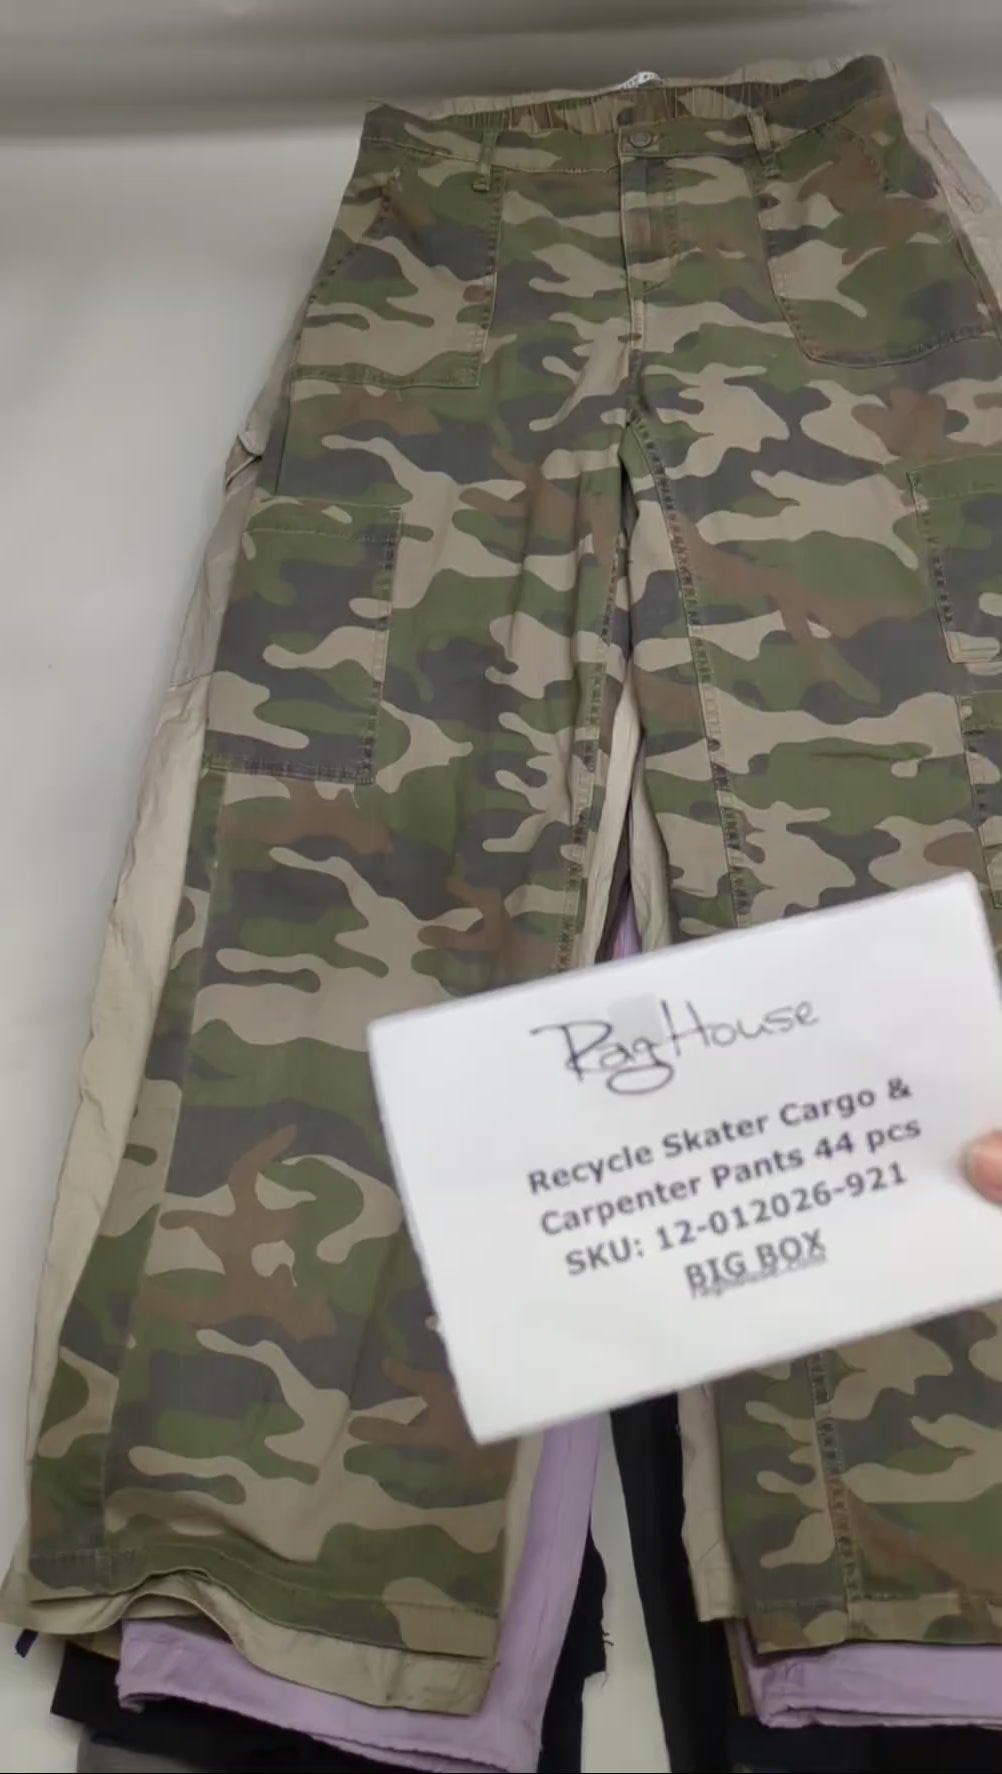 RagHouse
Recycle Skater Cargo &
Carpenter Pants 44 pcs
SKU: 12-012026-921
BIG BOX